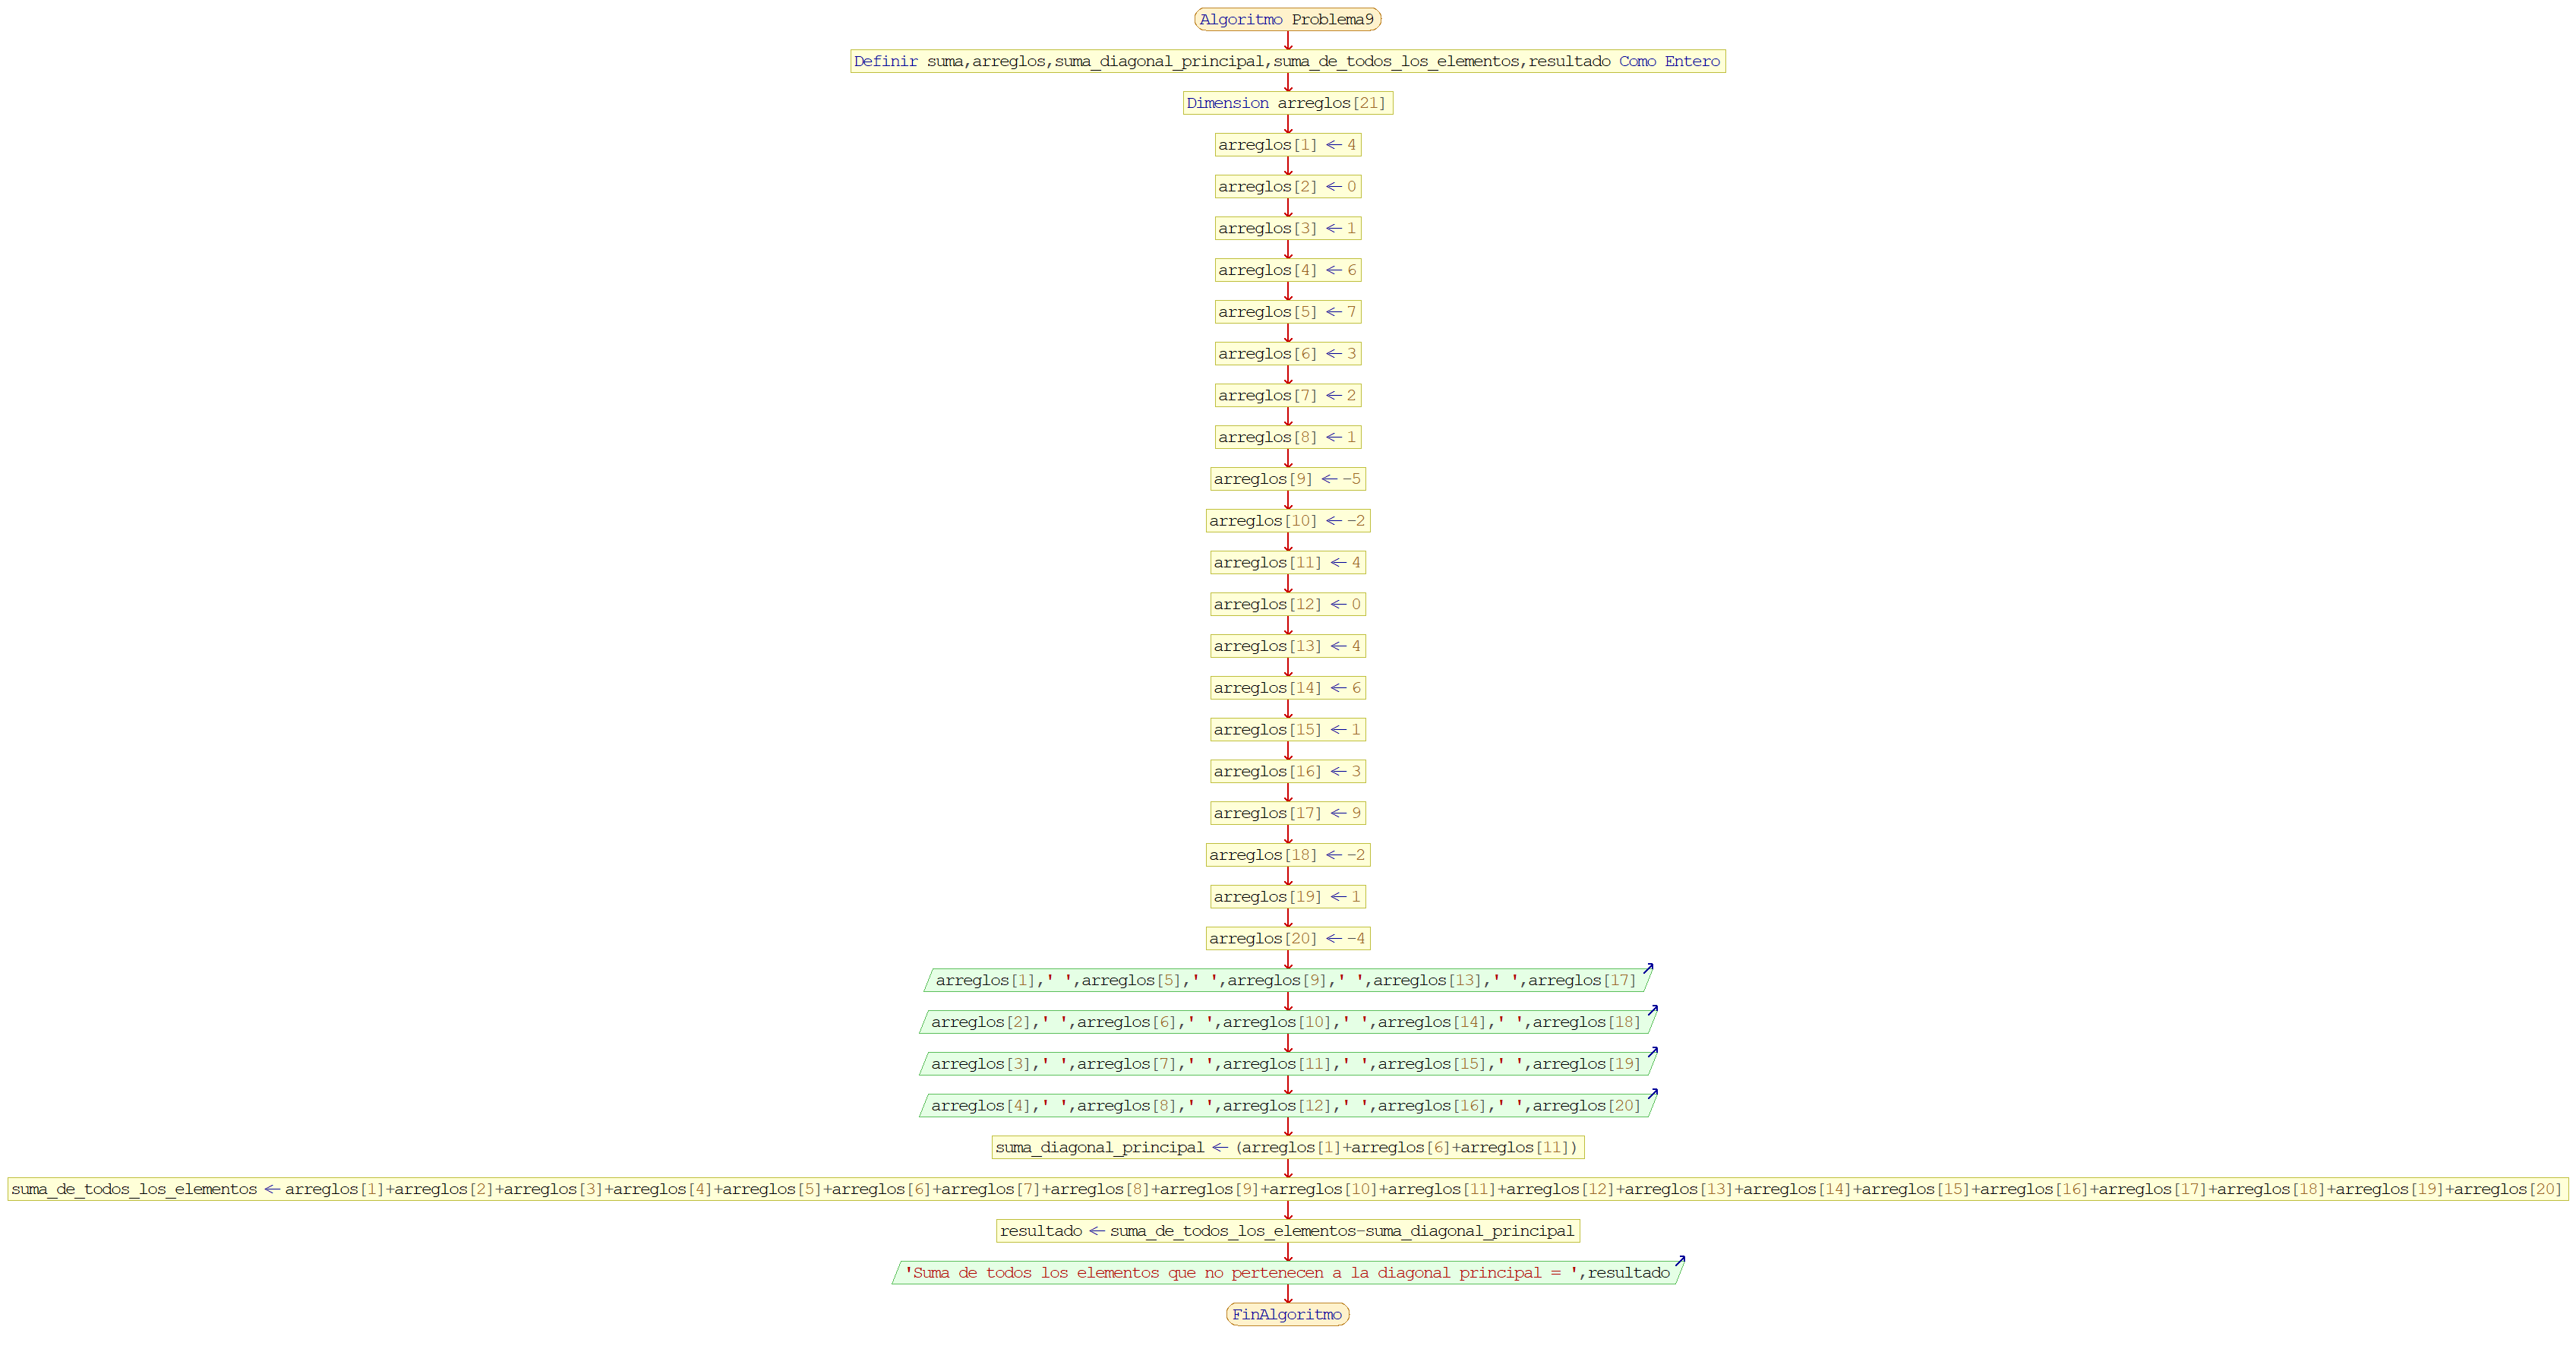 Algoritmo Problema9
Definir suma,arreglos,suma_diagonal_principal,suma_de_todos_los_elementos,resultado Como Entero
Dimension arreglos[21]
arreglos[1] ← 4
arreglos[2] ← 0
arreglos[3] ← 1
arreglos[4] ← 6
arreglos[5] ← 7
arreglos[6] ← 3
arreglos[7] ← 2
arreglos[8] ← 1
arreglos[9] ← -5
arreglos[10] ← -2
arreglos[11] ← 4
arreglos[12] ← 0
arreglos[13] ← 4
arreglos[14] ← 6
arreglos[15] ← 1
arreglos[16] ← 3
arreglos[17] ← 9
arreglos[18] ← -2
arreglos[19] ← 1
arreglos[20] ← -4
arreglos[1],' ',arreglos[5],' ',arreglos[9],' ',arreglos[13],' ',arreglos[17]
arreglos[2],' ',arreglos[6],' ',arreglos[10],' ',arreglos[14],' ',arreglos[18]
arreglos[3],' ',arreglos[7],' ',arreglos[11],' ',arreglos[15],' ',arreglos[19]
arreglos[4],' ',arreglos[8],' ',arreglos[12],' ',arreglos[16],' ',arreglos[20]
suma_diagonal_principal ← (arreglos[1]+arreglos[6]+arreglos[11])
suma_de_todos_los_elementos ← arreglos[1]+arreglos[2]+arreglos[3]+arreglos[4]+arreglos[5]+arreglos[6]+arreglos[7]+arreglos[8]+arreglos[9]+arreglos[10]+arreglos[11]+arreglos[12]+arreglos[13]+arreglos[14]+arreglos[15]+arreglos[16]+arreglos[17]+arreglos[18]+arreglos[19]+arreglos[20]
resultado ← suma_de_todos_los_elementos-suma_diagonal_principal
'Suma de todos los elementos que no pertenecen a la diagonal principal = ',resultado
FinAlgoritmo